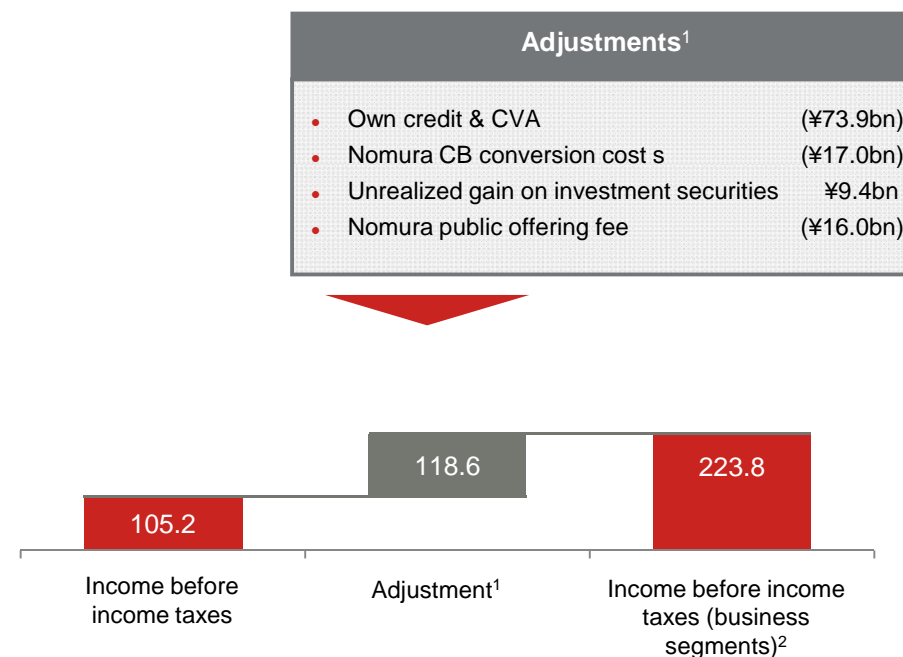 Adjustments¹
• Own credit & CVA (¥73.9bn)
• Nomura CB conversion cost s (¥17.0bn)
• Unrealized gain on investment securities ¥9.4bn
• Nomura public offering fee (¥16.0bn)
118.6
223.8
105.2
Income before
income taxes
Adjustment¹
Income before income
taxes (business
segments)²